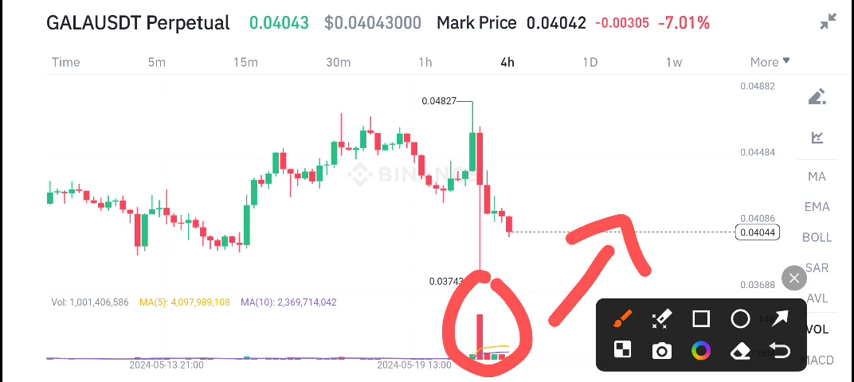 GALAUSDT Perpetual 0.04043 $0.04043000 Mark Price 0.04042 -0.00305 -7.01%
Time 5m 15m 30m 1h 4h 1D 1w More
0.04882
0.04827
0.04484
BINANCE
MA
EMA
0.04086
BOLL
0.04044
SAR
0.03743
0.03688
AVL
Vol: 1,001,406,586 MA(5): 4,097,989,108 MA(10): 2,369,714,042
VOL
MACD
2024-05-13 21:00 2024-05-19 13:00